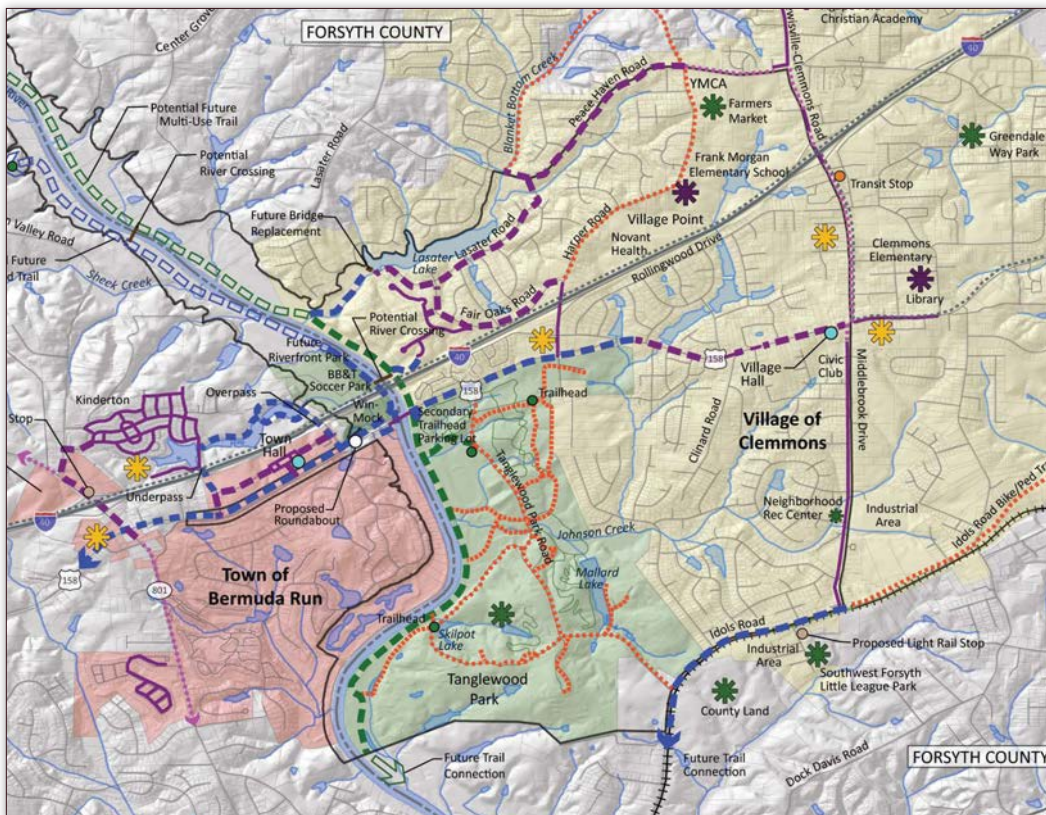 FORSYTH COUNTY
Center Grove
Christian Academy
wisville-Clemmons Road
40
River
Potential Future
Multi-Use Trail
Potential
River Crossing
Lasater Road
Blanket Bottom Creek
Peace Haven Road
YMCA
Farmers
Market
Greendale
Way Park
Frank Morgan
Elementary School
Transit Stop
Village Point
Future Bridge
Replacement
n Valley Road
Future
d Trail
Sheek Creek
Lasater
Lake
Lasater Road
Harper Road
Novant
Health
Rollingwood Drive
Clemmons
Elementary
Library
Fair Oaks Road
Potential
River Crossing
Future
Riverfront Park
BB&T
Soccer Park
40
158
158
Village
Hall
Civic
Club
Middlebrook Drive
Overpass
Kinderton
Win-
Mock
Stop
Town
Hall
Secondary
Trailhead
Parking Lot
Trailhead
Clinard Road
Village of
Clemmons
Underpass
Tanglewood Park Road
40
Proposed
Roundabout
Johnson Creek
Neighborhood
Rec Center
Industrial
Area
Idols Road Bike/Ped Tr
158
801
Town of
Bermuda Run
Mallard
Lake
Trailhead
Skilpot
Lake
Idols Road
Industrial
Area
Proposed Light Rail Stop
Southwest Forsyth
Little League Park
Tanglewood
Park
County Land
Future Trail
Connection
Future Trail
Connection
Dock Davis Road
FORSYTH COUNTY